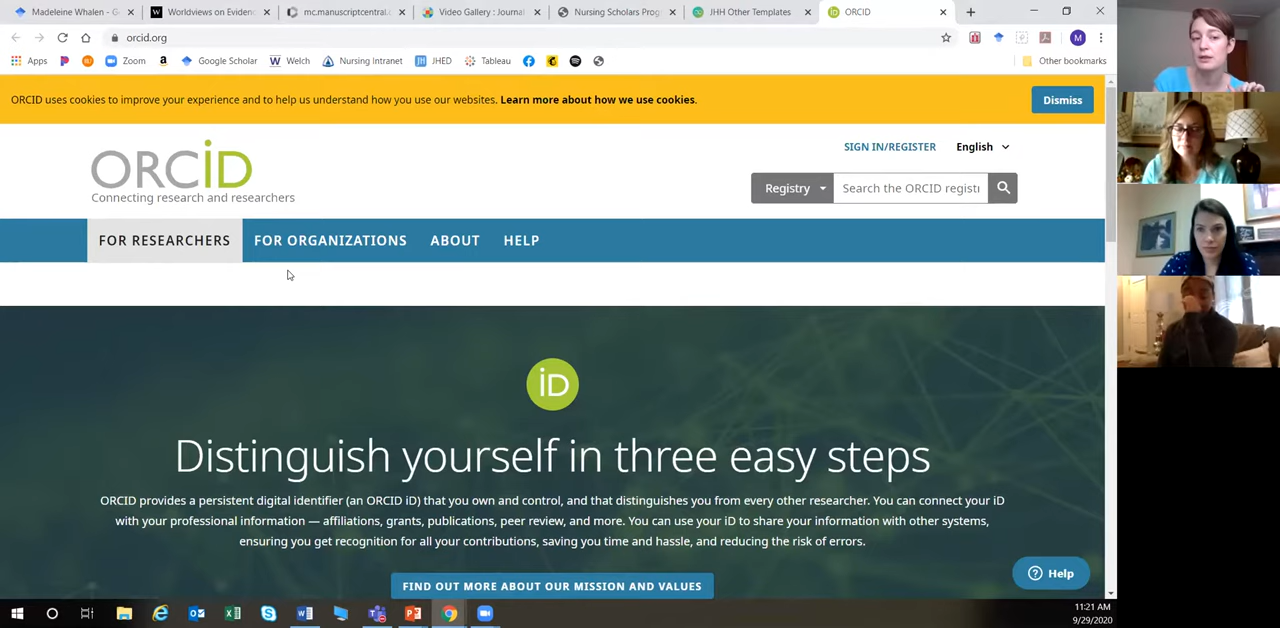 Madeleine Whalen - G
Worldviews on Evidenc
mc.manuscriptcentral.c
Video Gallery : Journal
Nursing Scholars Prog
JHH Other Templates
ORCID
orcid.org
M
Apps
Zoom
Google Scholar
Welch
Nursing Intranet
JHED
Tableau
Other bookmarks
ORCID uses cookies to improve your experience and to help us understand how you use our websites. Learn more about how we use cookies.
Dismiss
ORCID
Connecting research and researchers
SIGN IN/REGISTER
English
Registry
Search the ORCID regist
FOR RESEARCHERS
FOR ORGANIZATIONS
ABOUT
HELP
iD
Distinguish yourself in three easy steps
ORCID provides a persistent digital identifier (an ORCID iD) that you own and control, and that distinguishes you from every other researcher. You can connect your iD
with your professional information — affiliations, grants, publications, peer review, and more. You can use your iD to share your information with other systems,
ensuring you get recognition for all your contributions, saving you time and hassle, and reducing the risk of errors.
FIND OUT MORE ABOUT OUR MISSION AND VALUES
Help
11:21 AM
9/29/2020